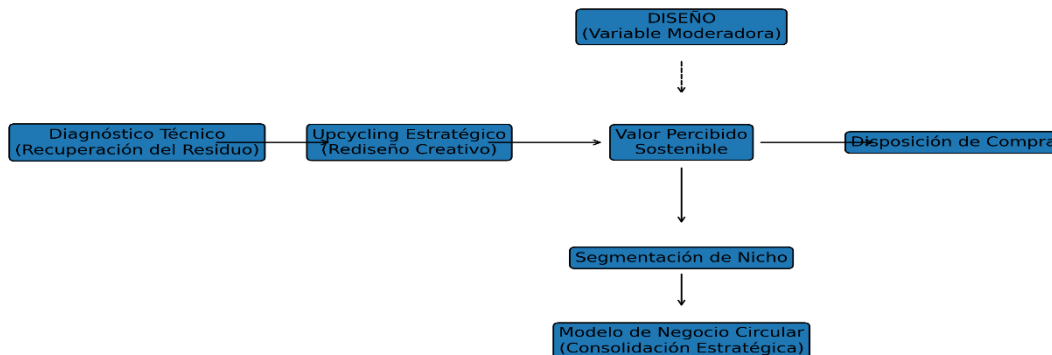 DISEÑO
(Variable Moderadora)
Diagnóstico Técnico
(Recuperación del Residuo)
Upcycling Estratégico
(Rediseño Creativo)
Valor Percibido
Sostenible
Disposición de Compra
Segmentación de Nicho
Modelo de Negocio Circular
(Consolidación Estratégica)